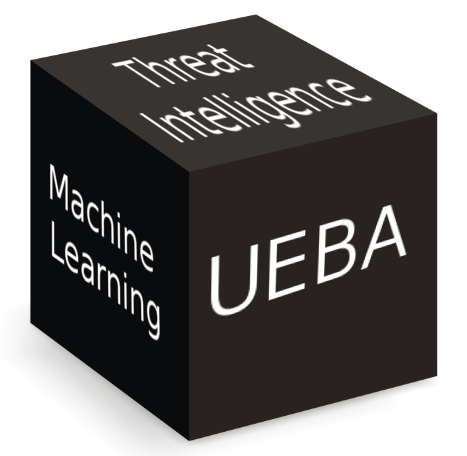 Threat
Intelligence
Machine
Learning
UEBA